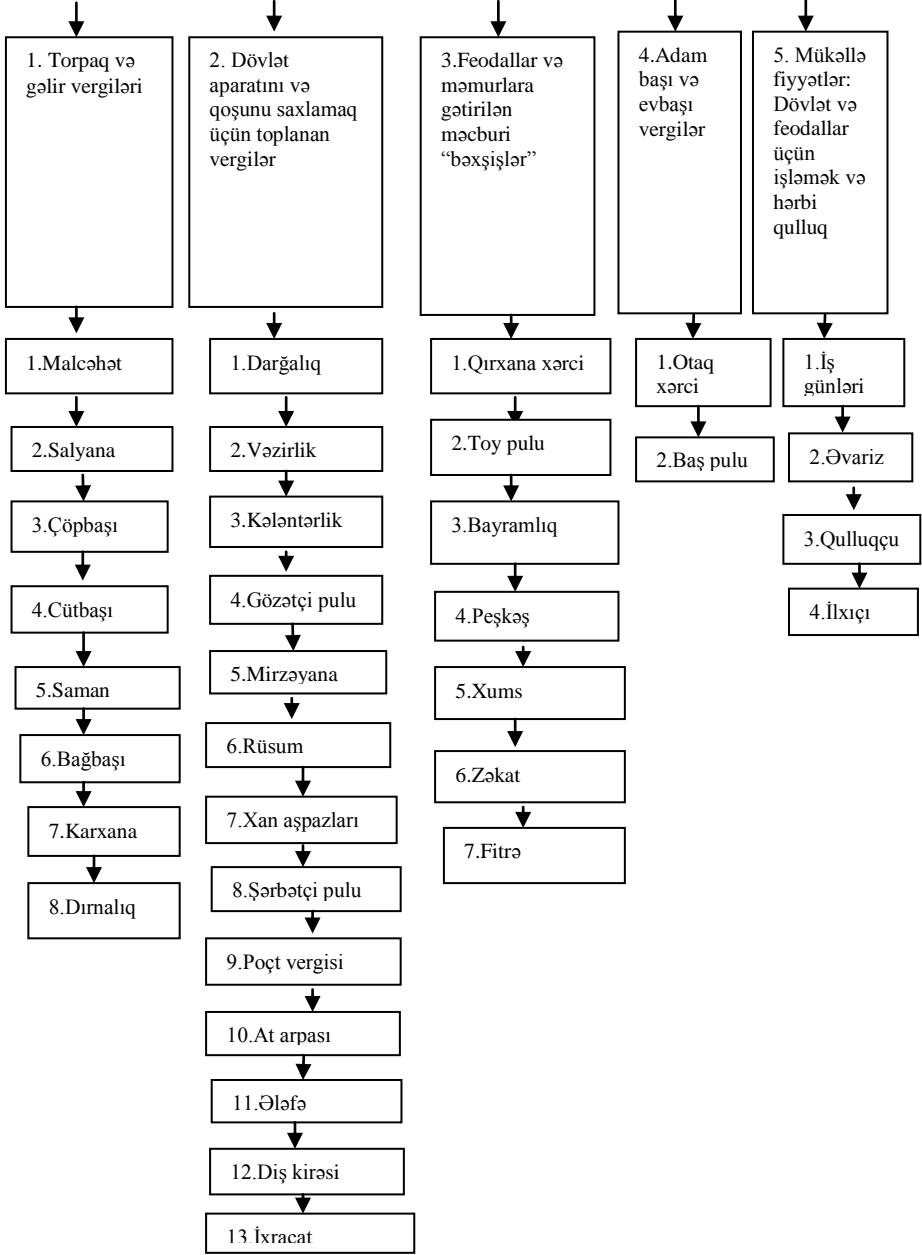 1. Torpaq və
gəlir vergiləri
2. Dövlət
aparatını və
qoşunu saxlamaq
üçün toplanan
vergilər
3.Feodallar və
məmurlara
gətirilən
məcburi
“bəxşişlər”
4.Adam
başı və
evbaşı
vergilər
5. Mükəllə
fiyyətlər:
Dövlət və
feodallar
üçün
işləmək və
hərbi
qulluq
1.Malcəhət
2.Salyana
3.Çöpbaşı
4.Cütbaşı
5.Saman
6.Bağbaşı
7.Karxana
8.Dırnalıq
1.Darğalıq
2.Vəzirlik
3.Kələntərlik
4.Gözətçi pulu
5.Mirzəyana
6.Rüsum
7.Xan aşpazları
8.Şərbətçi pulu
9.Poçt vergisi
10.At arpası
11.Ələfə
12.Diş kirəsi
13.İxracat
1.Qırxana xərci
2.Toy pulu
3.Bayramlıq
4.Peşkəş
5.Xums
6.Zəkat
7.Fitrə
1.Otaq
xərci
2.Baş pulu
1.İş
günləri
2.Əvariz
3.Qulluqçu
4.İlxıçı